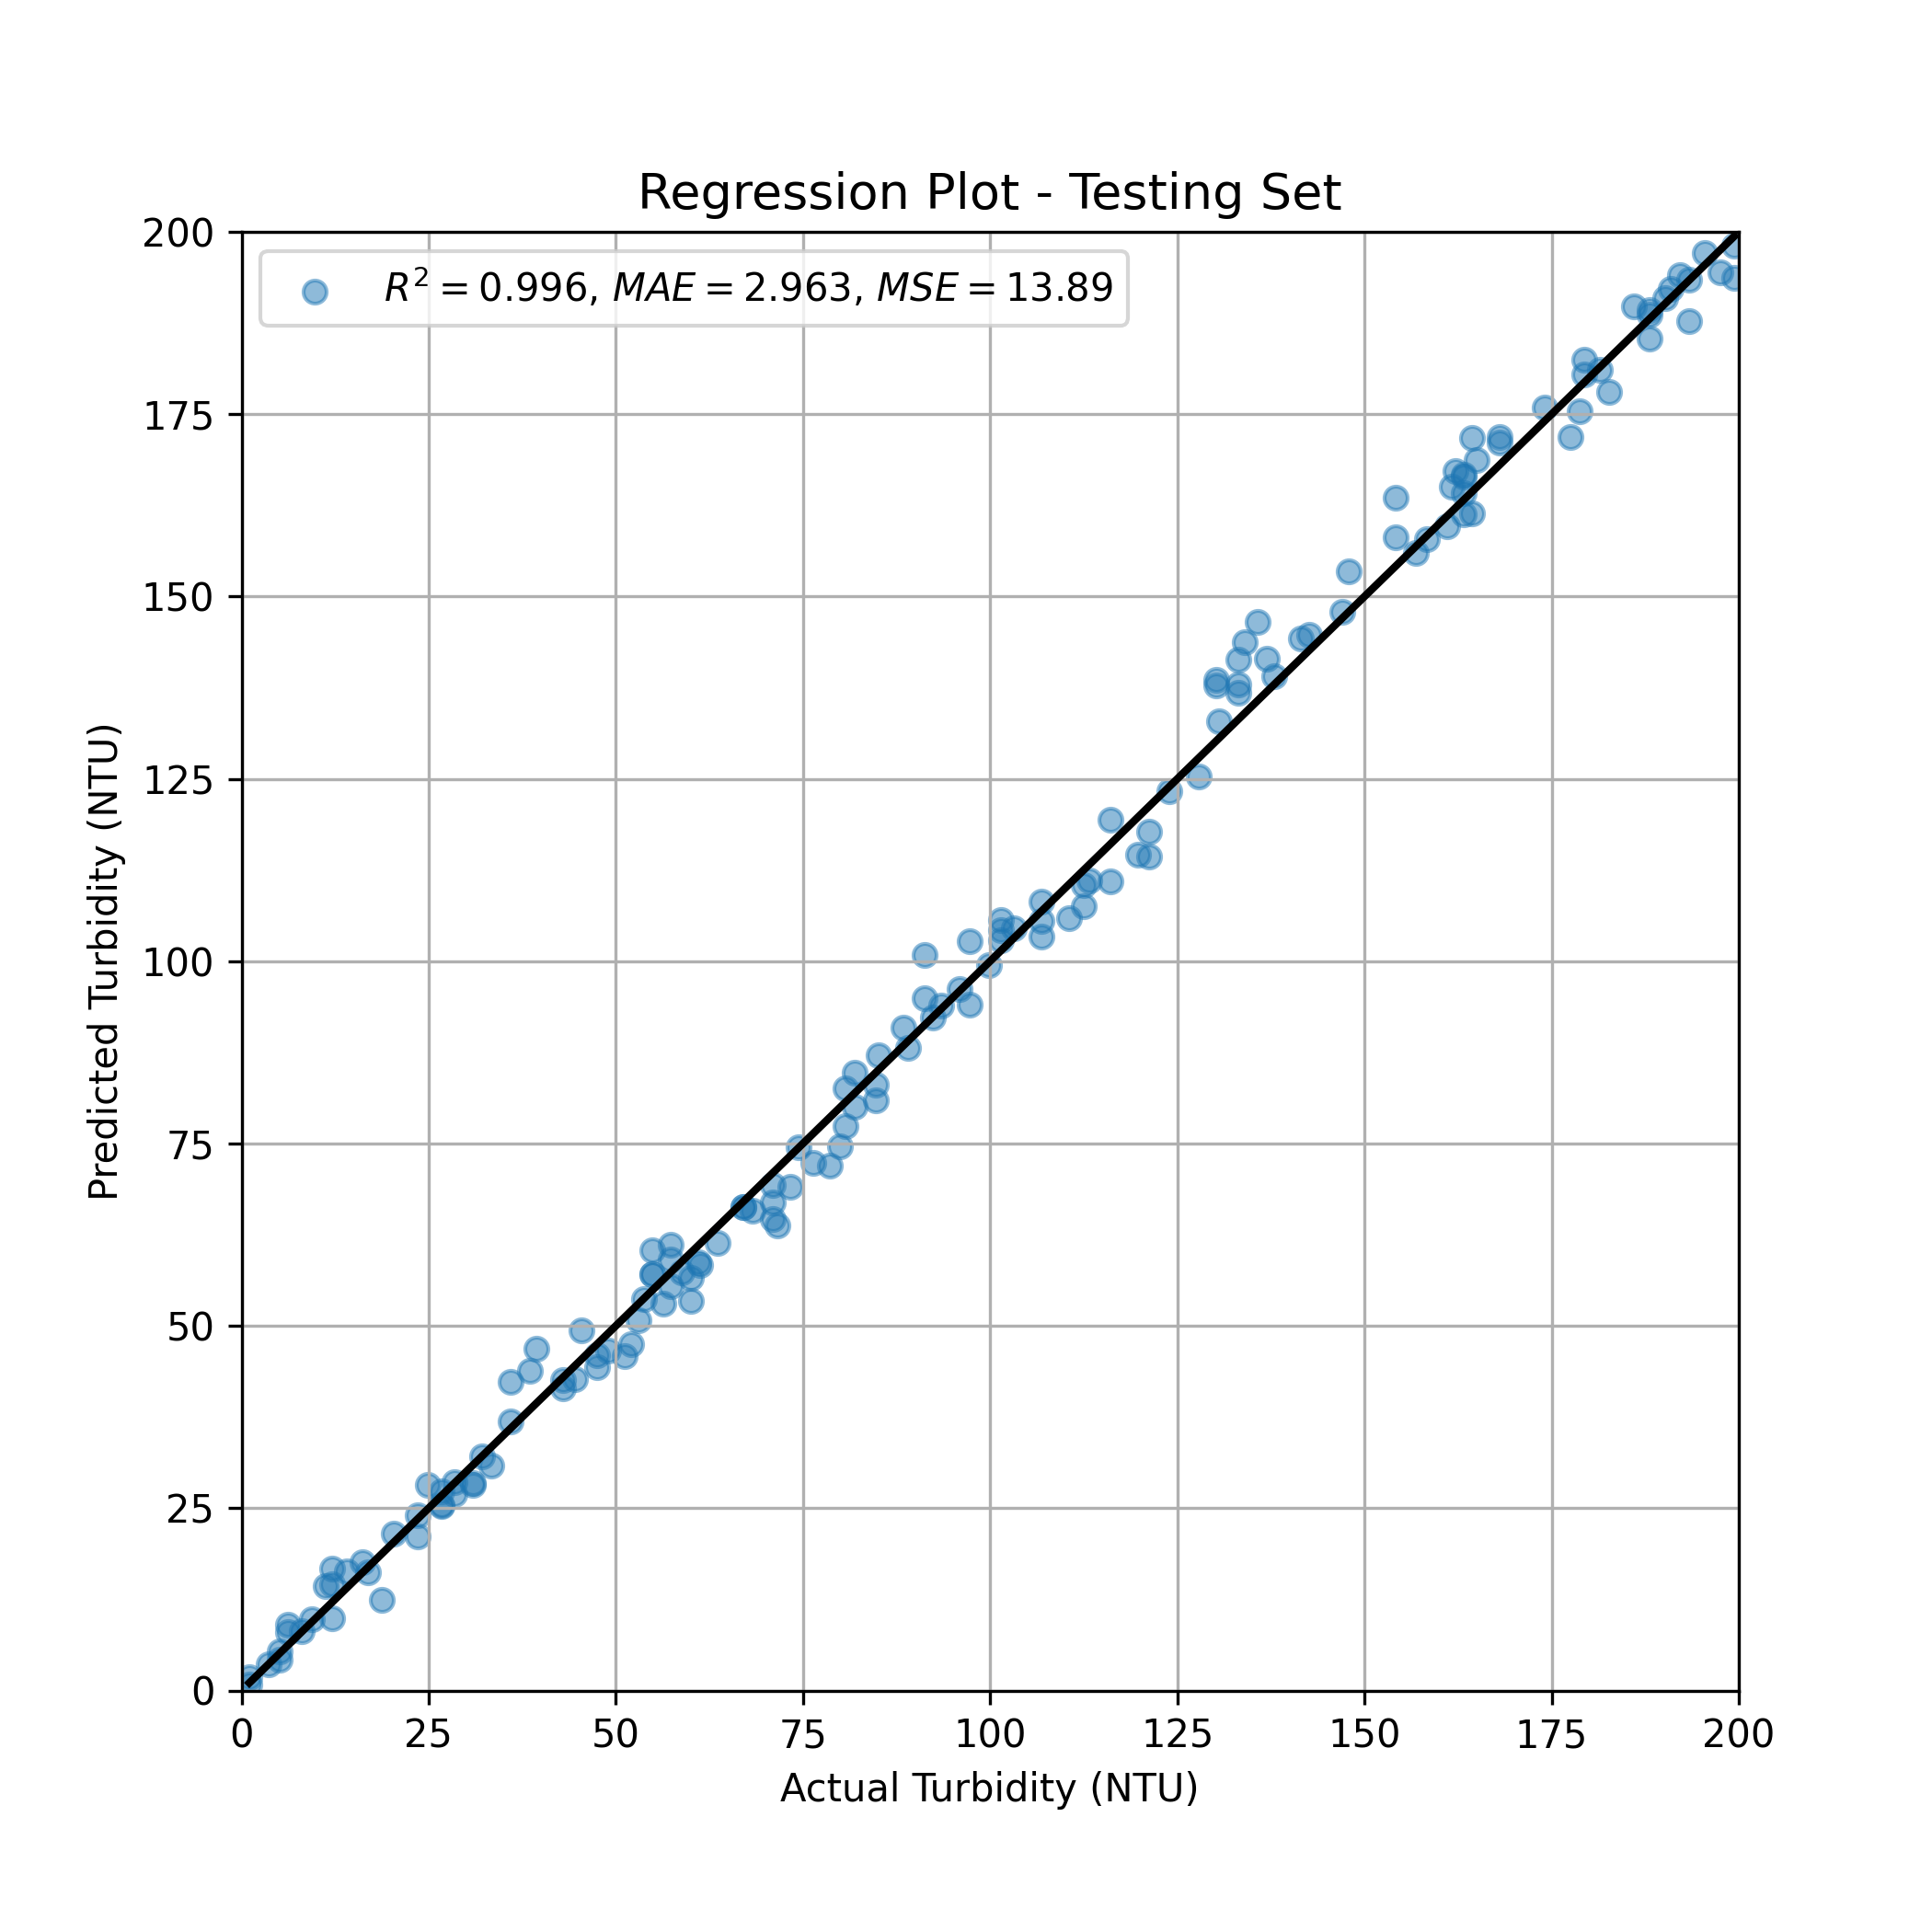 Regression Plot - Testing Set
R² = 0.996, MAE = 2.963, MSE = 13.89
200
175
150
125
100
75
50
25
0
Predicted Turbidity (NTU)
0 25 50 75 100 125 150 175 200
Actual Turbidity (NTU)